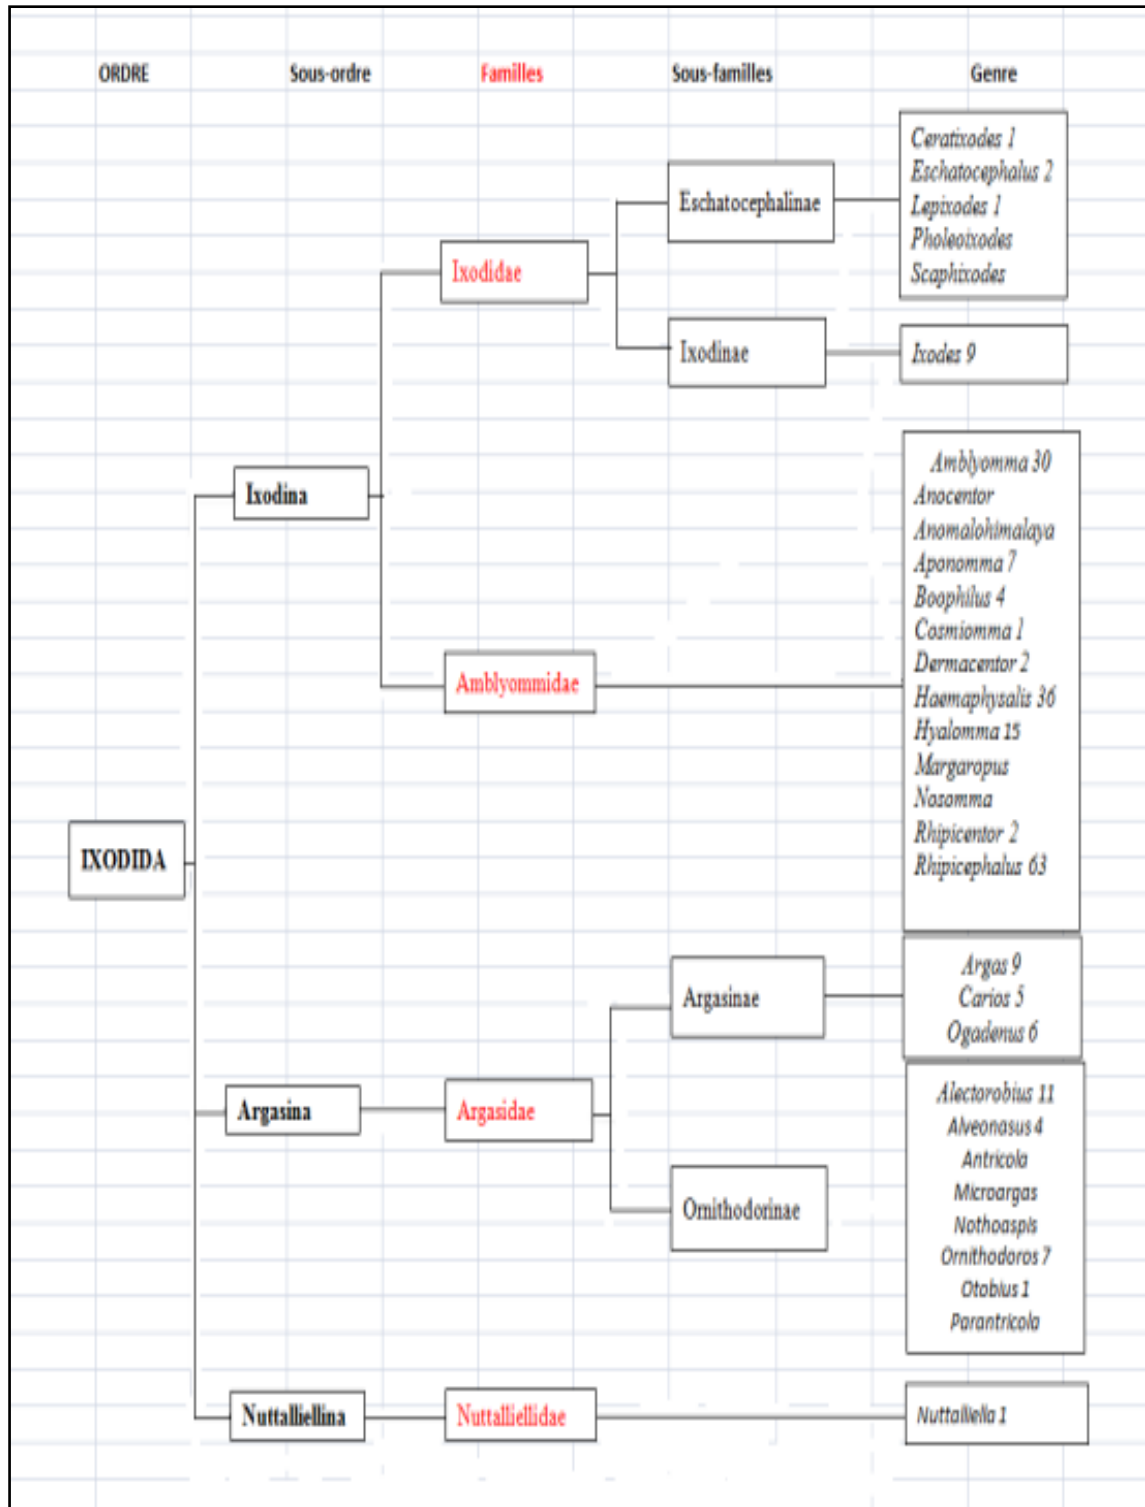 ORDRE Sous-ordre Familles Sous-familles Genre
Ceratixodes 1
Eschatocephalus 2
Lepixodes 1
Pholeoixodes
Scaphixodes
Eschatocephalinae
Ixodidae
Ixodinae
Ixodes 9
Ixodina
Amblyomma 30
Anocentor
Anomalohimalaya
Aponomma 7
Boophilus 4
Cosmiomma 1
Dermacentor 2
Haemaphysalis 36
Hyalomma 15
Margaropus
Nosomma
Rhipicentor 2
Rhipicephalus 63
Amblyommidae
IXODIDA
Argasinae
Argas 9
Carios 5
Ogadenus 6
Argasina
Argasidae
Ornithodorinae
Alectorobius 11
Alveonasus 4
Antricola
Microargas
Nothoaspis
Ornithodoros 7
Otobius 1
Parantricola
Nuttalliellina
Nuttalliellidae
Nuttalliella 1